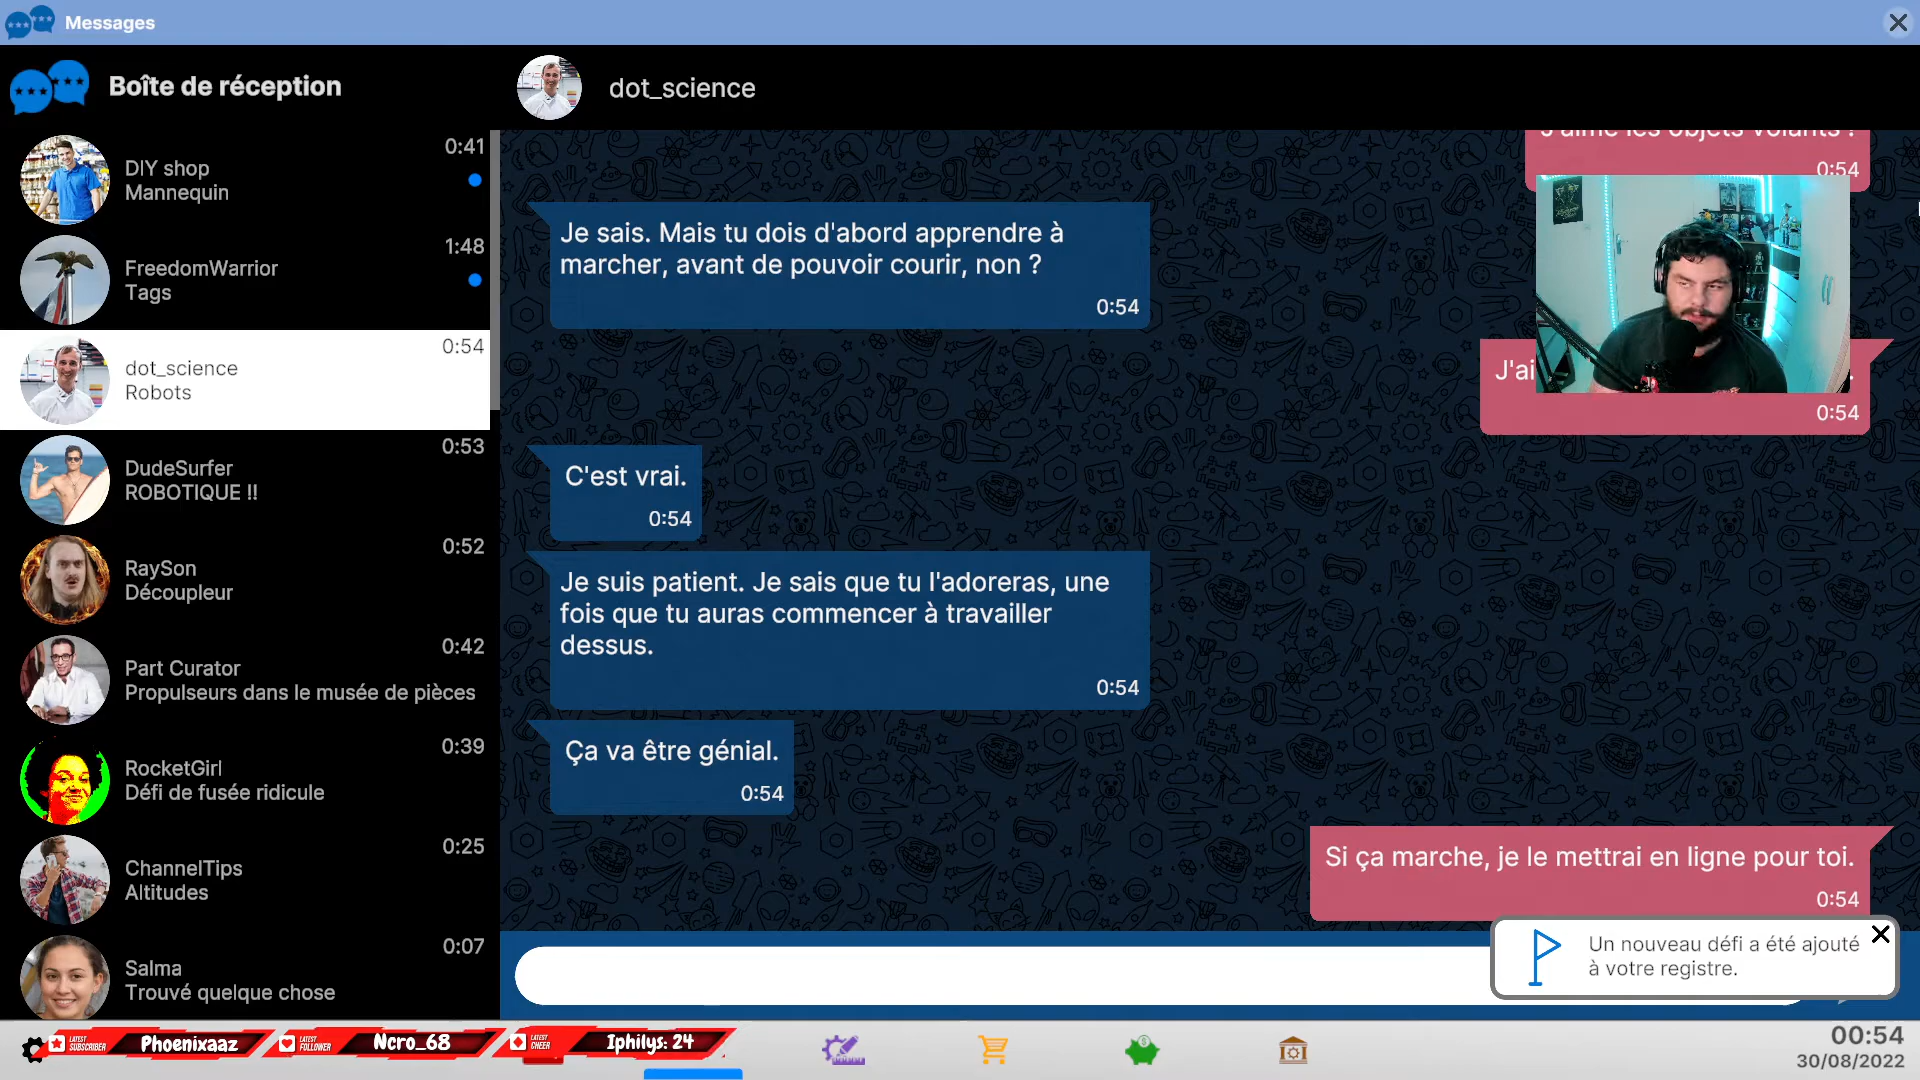 Messages
Boîte de réception
dot_science
DIY shop
Mannequin
0:41
FreedomWarrior
Tags
1:48
dot_science
Robots
0:54
DudeSurfer
ROBOTIQUE !!
0:53
RaySon
Découpleur
0:52
Part Curator
Propulseurs dans le musée de pièces
0:42
RocketGirl
Défi de fusée ridicule
0:39
ChannelTips
Altitudes
0:25
Salma
Trouvé quelque chose
0:07
J'aime les objets volants !
0:54
Je sais. Mais tu dois d'abord apprendre à
marcher, avant de pouvoir courir, non ?
0:54
J'ai
0:54
C'est vrai.
0:54
Je suis patient. Je sais que tu l'adoreras, une
fois que tu auras commencer à travailler
dessus.
0:54
Ça va être génial.
0:54
Si ça marche, je le mettrai en ligne pour toi.
0:54
Un nouveau défi a été ajouté
à votre registre.
LATEST SUBSCRIBER
Phoenixaaz
LATEST FOLLOWER
Ncro_68
LATEST CHEER
Iphilys: 24
00:54
30/08/2022